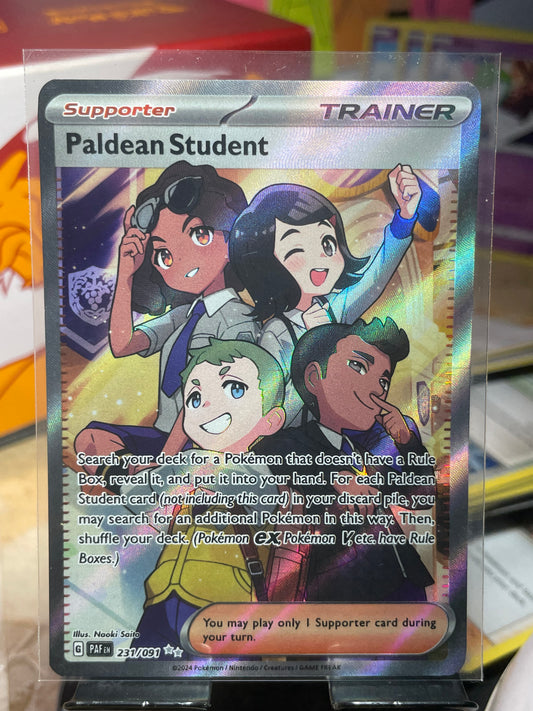 Supporter TRAINER
Paldean Student
Search your deck for a Pokémon that doesn't have a Rule
Box, reveal it, and put it into your hand. For each Paldean
Student card (not including this card) in your discard pile, you
may search for an additional Pokémon in this way. Then,
shuffle your deck. (Pokémon ex, Pokémon V, etc. have Rule
Boxes.)
You may play only 1 Supporter card during
your turn.
Illus. Naoki Saito
G PAF EN 231/091
©2024 Pokémon / Nintendo / Creatures / GAME FREAK